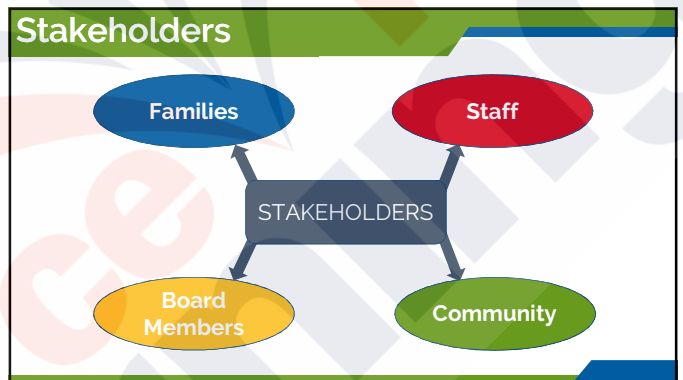 Stakeholders
Families
Staff
STAKEHOLDERS
Board
Members
Community